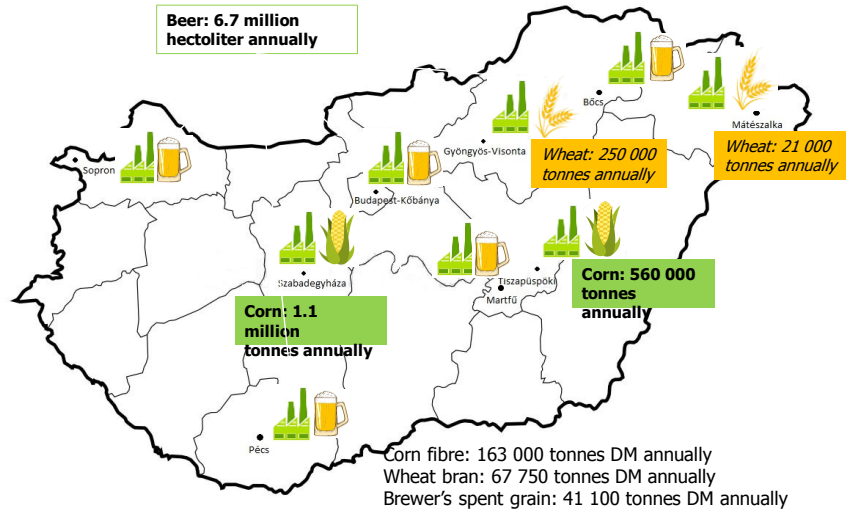 Beer: 6.7 million
hectoliter annually
Bőcs
Mátészalka
Gyöngyös-Visonta
Wheat: 250 000
tonnes annually
Wheat: 21 000
tonnes annually
Sopron
Budapest-Kőbánya
Szabadegyháza
Tiszapüspöki
Martfű
Corn: 560 000
tonnes
annually
Corn: 1.1
million
tonnes annually
Pécs
Corn fibre: 163 000 tonnes DM annually
Wheat bran: 67 750 tonnes DM annually
Brewer's spent grain: 41 100 tonnes DM annually